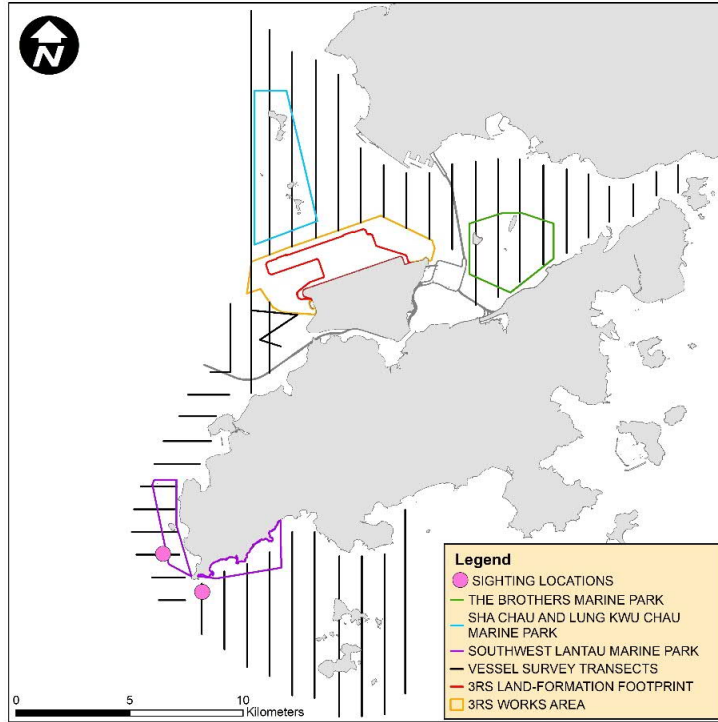 N
Legend
SIGHTING LOCATIONS
THE BROTHERS MARINE PARK
SHA CHAU AND LUNG KWU CHAU
MARINE PARK
SOUTHWEST LANTAU MARINE PARK
VESSEL SURVEY TRANSECTS
3RS LAND-FORMATION FOOTPRINT
3RS WORKS AREA
0 5 10
Kilometers